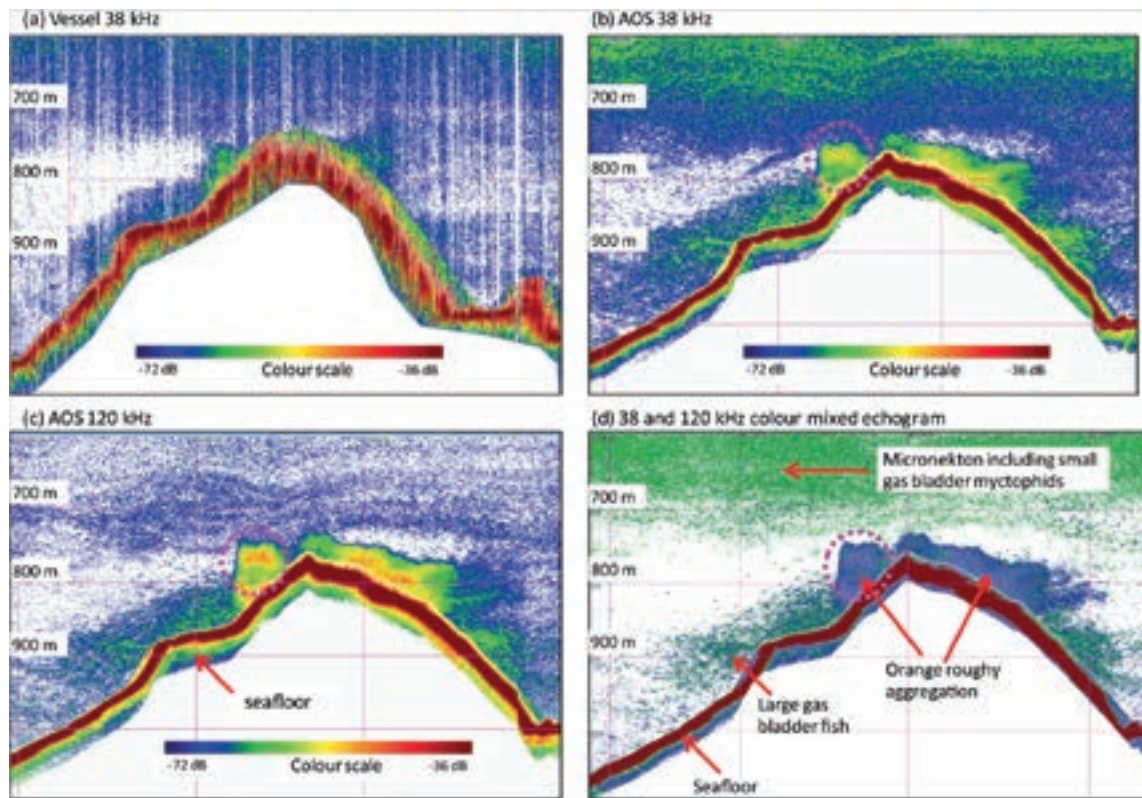 (a) Vessel 38 kHz
700 m
800 m
900 m
-72 dB
Colour scale
-36 dB
(b) AOS 38 kHz
700 m
800 m
900 m
-72 dB
Colour scale
-36 dB
(c) AOS 120 kHz
700 m
800 m
900 m
seafloor
-72 dB
Colour scale
-36 dB
(d) 38 and 120 kHz colour mixed echogram
Micronekton including small
gas bladder myctophids
700 m
800 m
900 m
Orange roughy
aggregation
Large gas
bladder fish
Seafloor